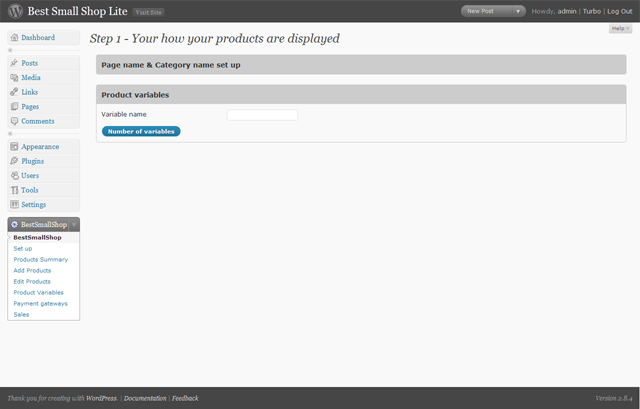 Best Small Shop Lite Visit Site New Post Howdy, admin | Turbo | Log Out
Help
Step 1 - Your how your products are displayed
Dashboard
Posts
Media
Links
Pages
Comments
Appearance
Plugins
Users
Tools
Settings
BestSmallShop
BestSmallShop
Set up
Products Summary
Add Products
Edit Products
Product Variables
Payment gateways
Sales
Page name & Category name set up
Product variables
Variable name
Number of variables
Thank you for creating with WordPress. | Documentation | Feedback Version 2.8.4